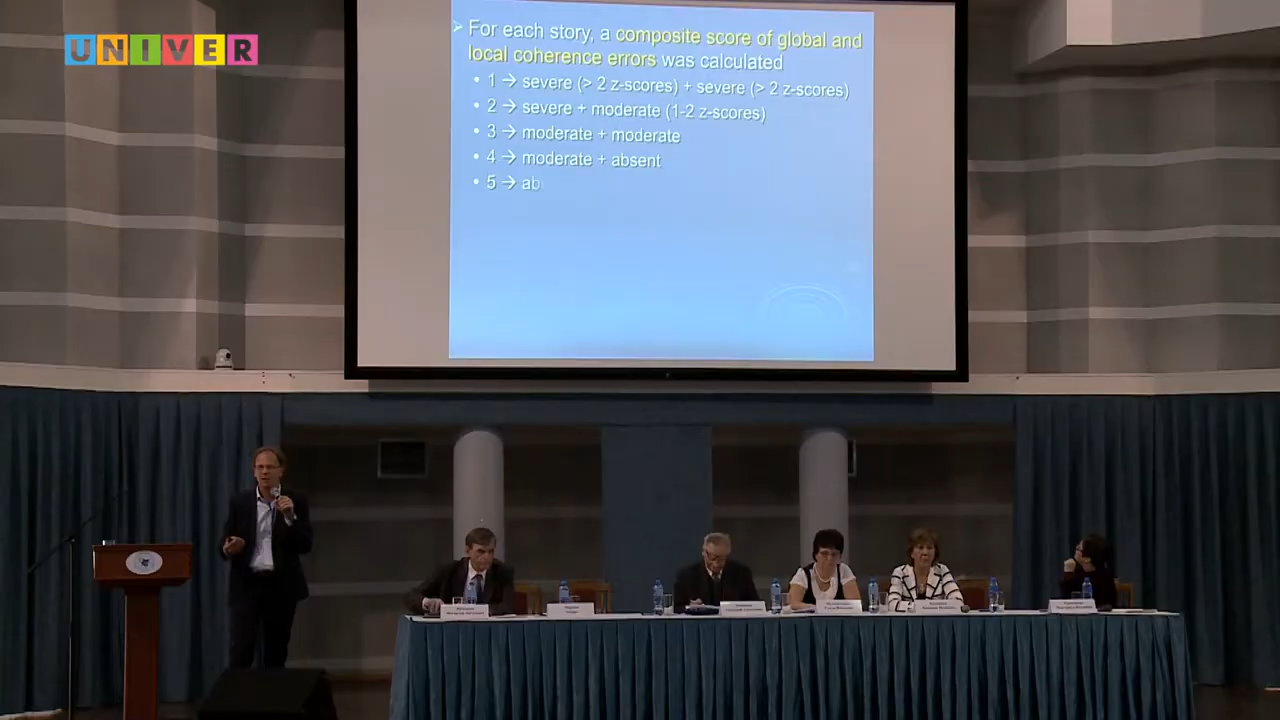 UNIVER
➢ For each story, a composite score of global and
local coherence errors was calculated
• 1 → severe (> 2 z-scores) + severe (> 2 z-scores)
• 2 → severe + moderate (1-2 z-scores)
• 3 → moderate + moderate
• 4 → moderate + absent
• 5 → ab